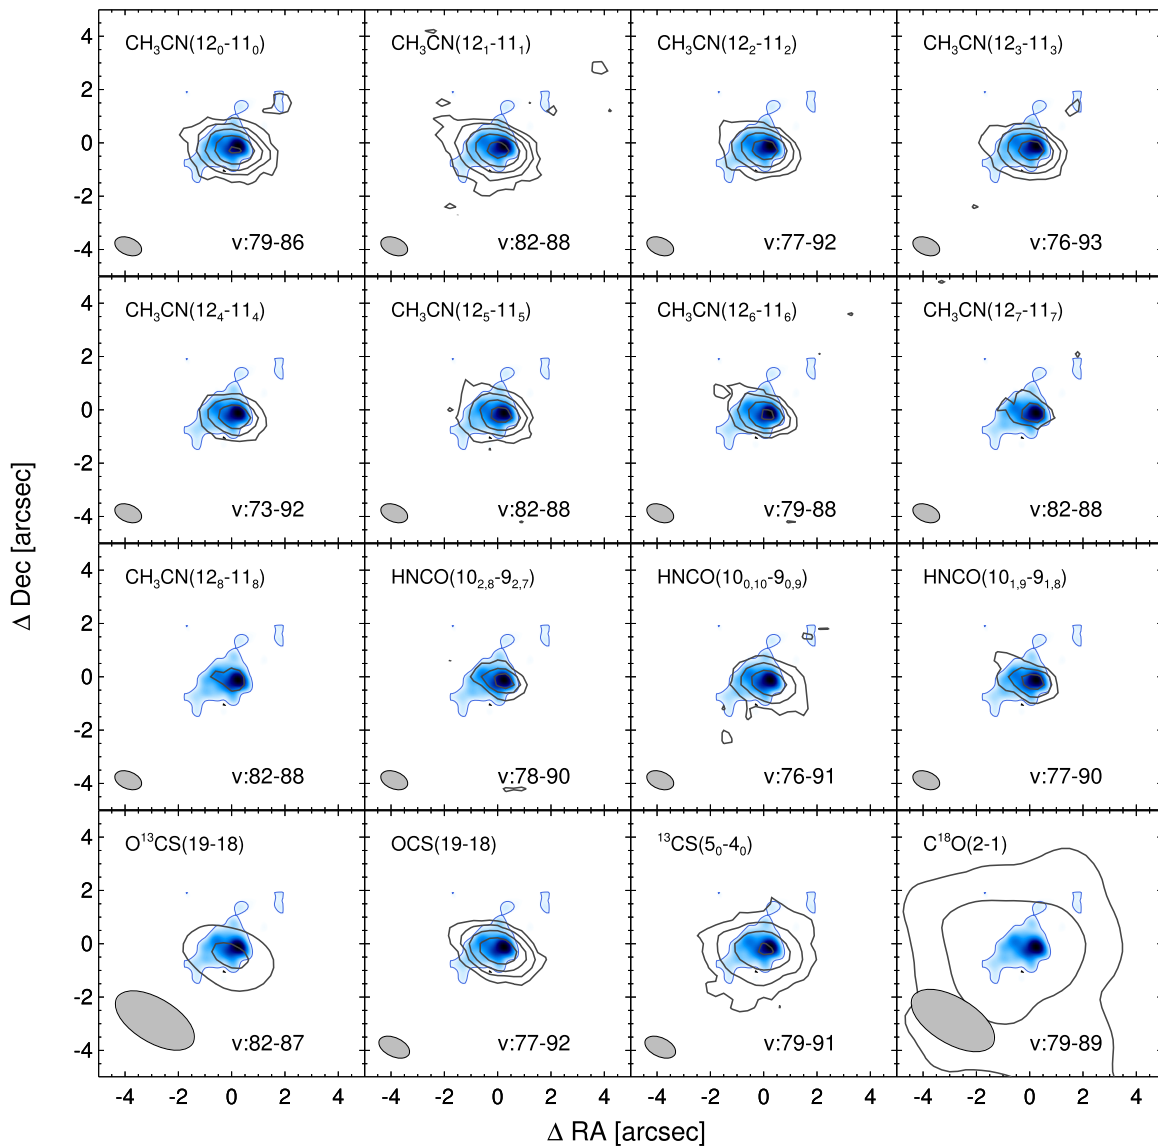 CH₃CN(12₀-11₀) CH₃CN(12₁-11₁) CH₃CN(12₂-11₂) CH₃CN(12₃-11₃)
4
2
0
-2
-4
v:79-86 v:82-88 v:77-92 v:76-93
CH₃CN(12₄-11₄) CH₃CN(12₅-11₅) CH₃CN(12₆-11₆) CH₃CN(12₇-11₇)
4
2
0
-2
-4
v:73-92 v:82-88 v:79-88 v:82-88
Δ Dec [arcsec]
CH₃CN(12₈-11₈) HNCO(10₂,₈-9₂,₇) HNCO(10₀,₁₀-9₀,₉) HNCO(10₁,₉-9₁,₈)
4
2
0
-2
-4
v:82-88 v:78-90 v:76-91 v:77-90
O¹³CS(19-18) OCS(19-18) ¹³CS(5₀-4₀) C¹⁸O(2-1)
4
2
0
-2
-4
v:82-87 v:77-92 v:79-91 v:79-89
-4 -2 0 2 4 -4 -2 0 2 4 -4 -2 0 2 4 -4 -2 0 2 4
Δ RA [arcsec]